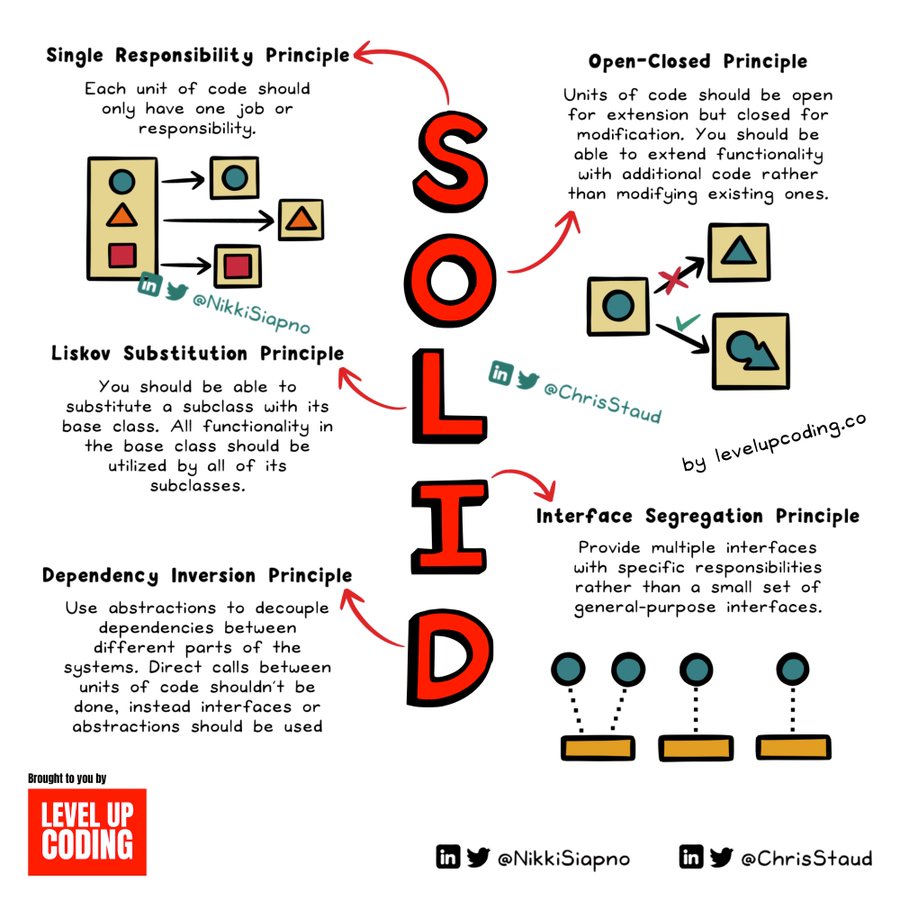 Single Responsibility Principle
Each unit of code should
only have one job or
responsibility.
@NikkiSiapno
S
O
L
I
D
Open-Closed Principle
Units of code should be open
for extension but closed for
modification. You should be
able to extend functionality
with additional code rather
than modifying existing ones.
Liskov Substitution Principle
You should be able to
substitute a subclass with its
base class. All functionality in
the base class should be
utilized by all of its
subclasses.
in @ChrisStaud
by levelupcoding.co
Interface Segregation Principle
Provide multiple interfaces
with specific responsibilities
rather than a small set of
general-purpose interfaces.
Dependency Inversion Principle
Use abstractions to decouple
dependencies between
different parts of the
systems. Direct calls between
units of code shouldn't be
done, instead interfaces or
abstractions should be used
Brought to you by
LEVEL UP
CODING
in @NikkiSiapno
in @ChrisStaud